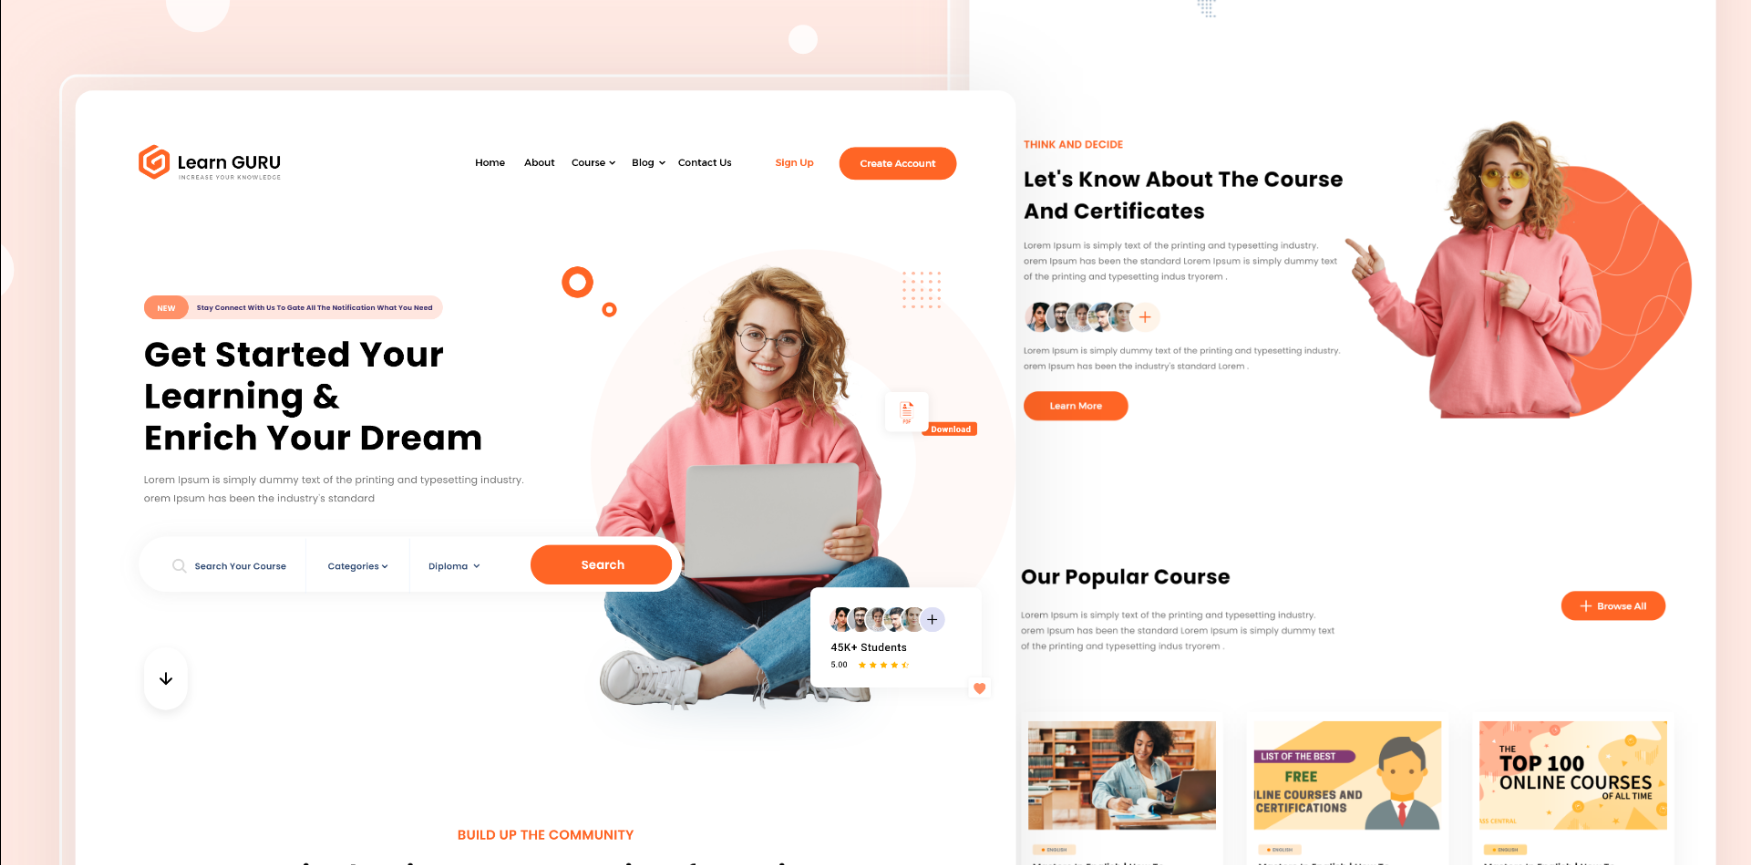 Learn GURU
INCREASE YOUR KNOWLEDGE
Home About Course Blog Contact Us Sign Up Create Account
NEW Stay Connect With Us To Gate All The Notification What You Need
Get Started Your
Learning &
Enrich Your Dream
Lorem Ipsum is simply dummy text of the printing and typesetting industry.
orem Ipsum has been the industry's standard
Search Your Course Categories Diploma Search
PDF
Download
45K+ Students
5.00
BUILD UP THE COMMUNITY
THINK AND DECIDE
Let's Know About The Course
And Certificates
Lorem Ipsum is simply text of the printing and typesetting industry.
orem Ipsum has been the standard Lorem Ipsum is simply dummy text
of the printing and typesetting indus tryorem .
Lorem Ipsum is simply dummy text of the printing and typesetting industry.
orem Ipsum has been the industry's standard Lorem .
Learn More
Our Popular Course
Lorem Ipsum is simply text of the printing and typesetting industry.
orem Ipsum has been the standard Lorem Ipsum is simply dummy text
of the printing and typesetting indus tryorem .
Browse All
LIST OF THE BEST
FREE
LINE COURSES AND
CERTIFICATIONS
THE
TOP 100
ONLINE COURSES
OF ALL TIME
CENTRAL
ENGLISH
ENGLISH
ENGLISH